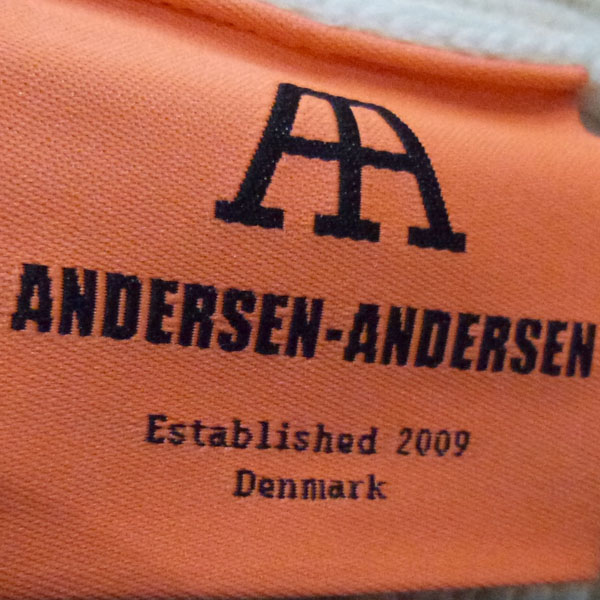 AA
ANDERSEN-ANDERSEN
Established 2009
Denmark